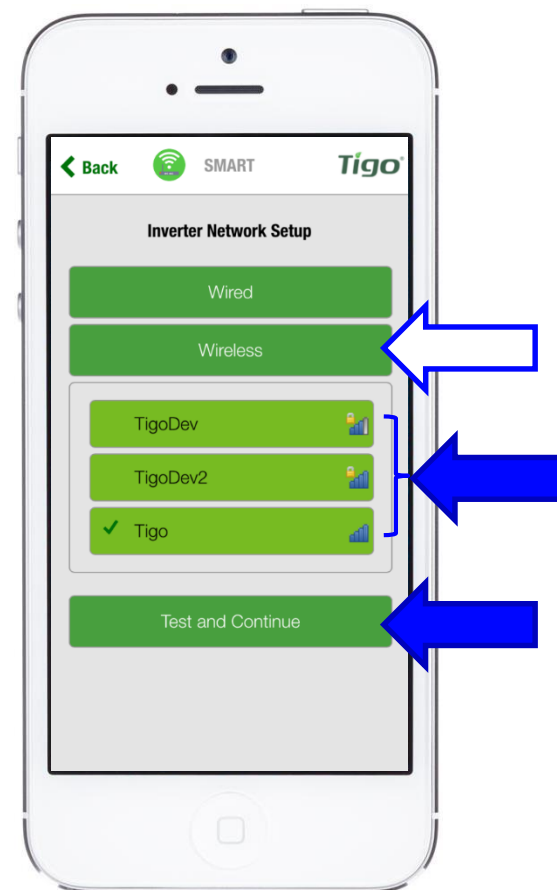 Back
SMART
Tigo
Inverter Network Setup
Wired
Wireless
TigoDev
TigoDev2
Tigo
Test and Continue